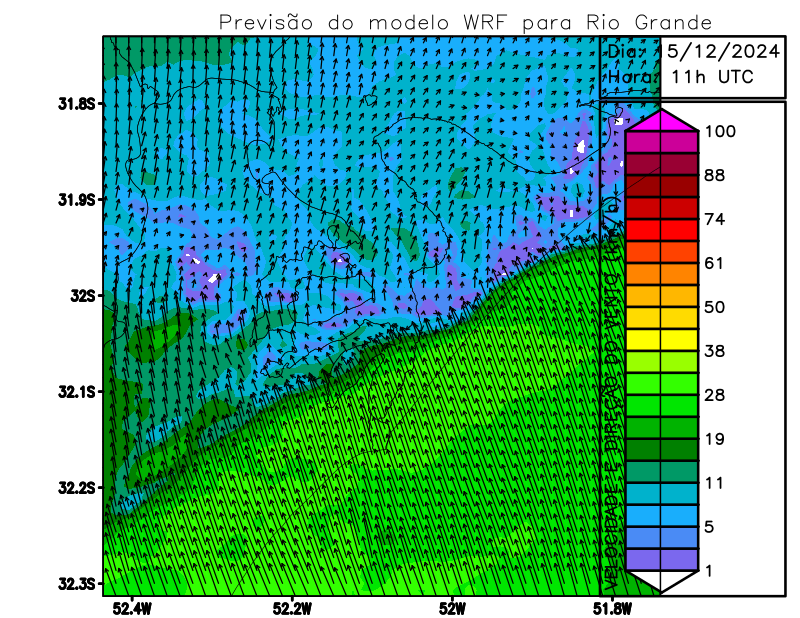 Previsão do modelo WRF para Rio Grande
Dia: 5/12/2024
Hora: 11h UTC
31.8S
31.9S
32S
32.1S
32.2S
32.3S
52.4W
52.2W
52W
51.8W
VELOCIDADE E DIREÇÃO DO VENTO (km/h)
100
88
74
61
50
38
28
19
11
5
1